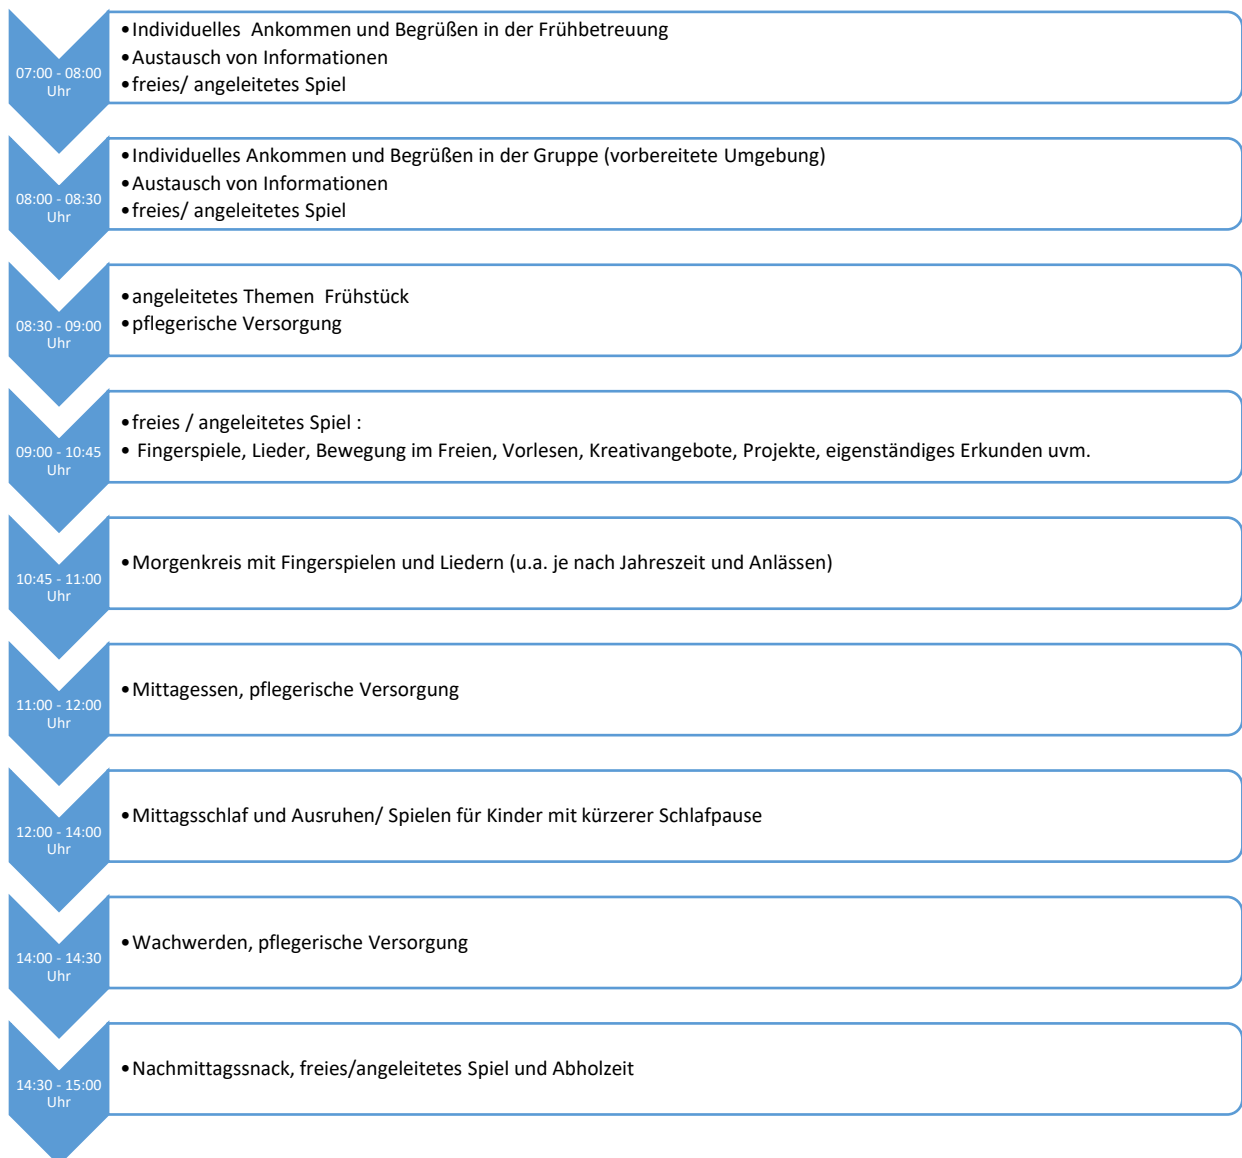 07:00 - 08:00
Uhr
•Individuelles  Ankommen und Begrüßen in der Frühbetreuung
•Austausch von Informationen
•freies/ angeleitetes Spiel
08:00 - 08:30
Uhr
•Individuelles Ankommen und Begrüßen in der Gruppe (vorbereitete Umgebung)
•Austausch von Informationen
•freies/ angeleitetes Spiel
08:30 - 09:00
Uhr
•angeleitetes Themen  Frühstück
•pflegerische Versorgung
09:00 - 10:45
Uhr
•freies / angeleitetes Spiel :
• Fingerspiele, Lieder, Bewegung im Freien, Vorlesen, Kreativangebote, Projekte, eigenständiges Erkunden uvm.
10:45 - 11:00
Uhr
•Morgenkreis mit Fingerspielen und Liedern (u.a. je nach Jahreszeit und Anlässen)
11:00 - 12:00
Uhr
•Mittagessen, pflegerische Versorgung
12:00 - 14:00
Uhr
•Mittagsschlaf und Ausruhen/ Spielen für Kinder mit kürzerer Schlafpause
14:00 - 14:30
Uhr
•Wachwerden, pflegerische Versorgung
14:30 - 15:00
Uhr
•Nachmittagssnack, freies/angeleitetes Spiel und Abholzeit